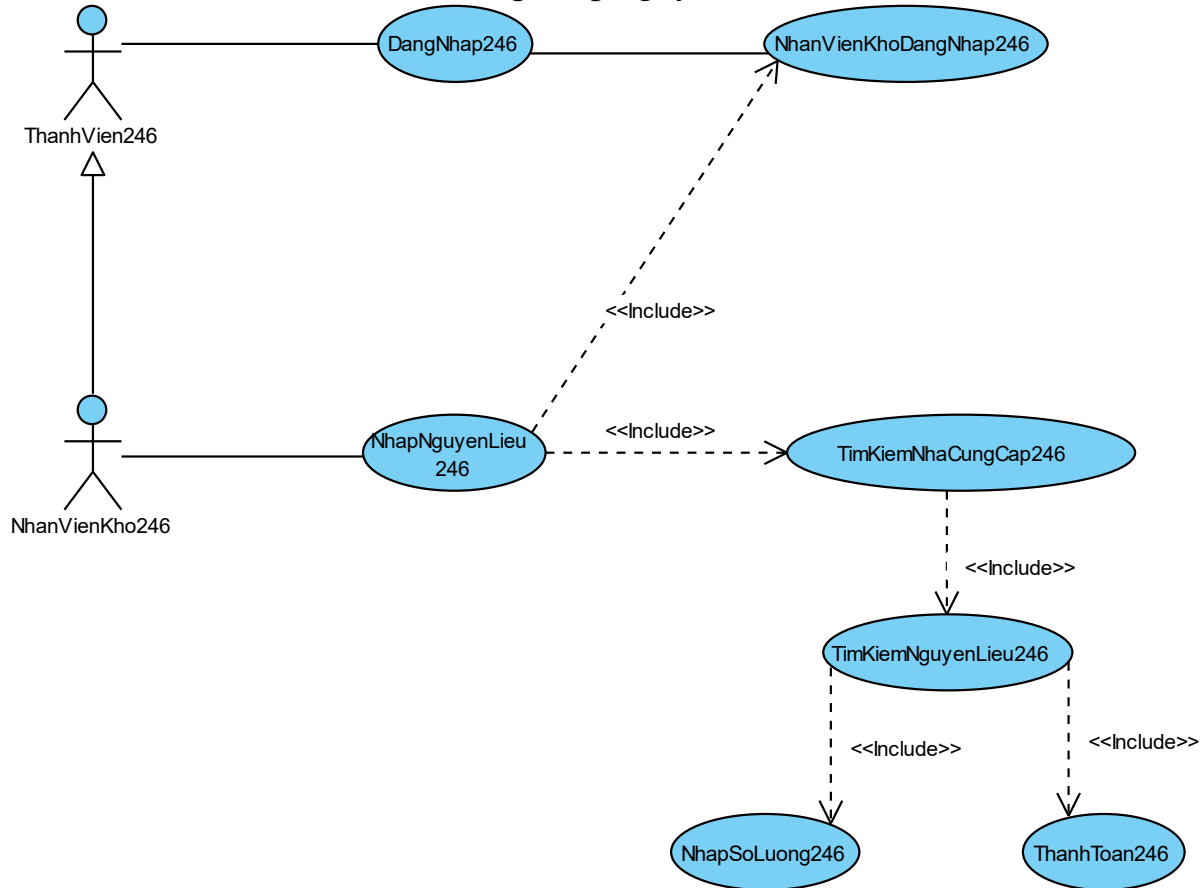 DangNhap246
NhanVienKhoDangNhap246
ThanhVien246
<<Include>>
NhapNguyenLieu
246
<<Include>>
TimKiemNhaCungCap246
NhanVienKho246
<<Include>>
TimKiemNguyenLieu246
<<Include>>
<<Include>>
NhapSoLuong246
ThanhToan246